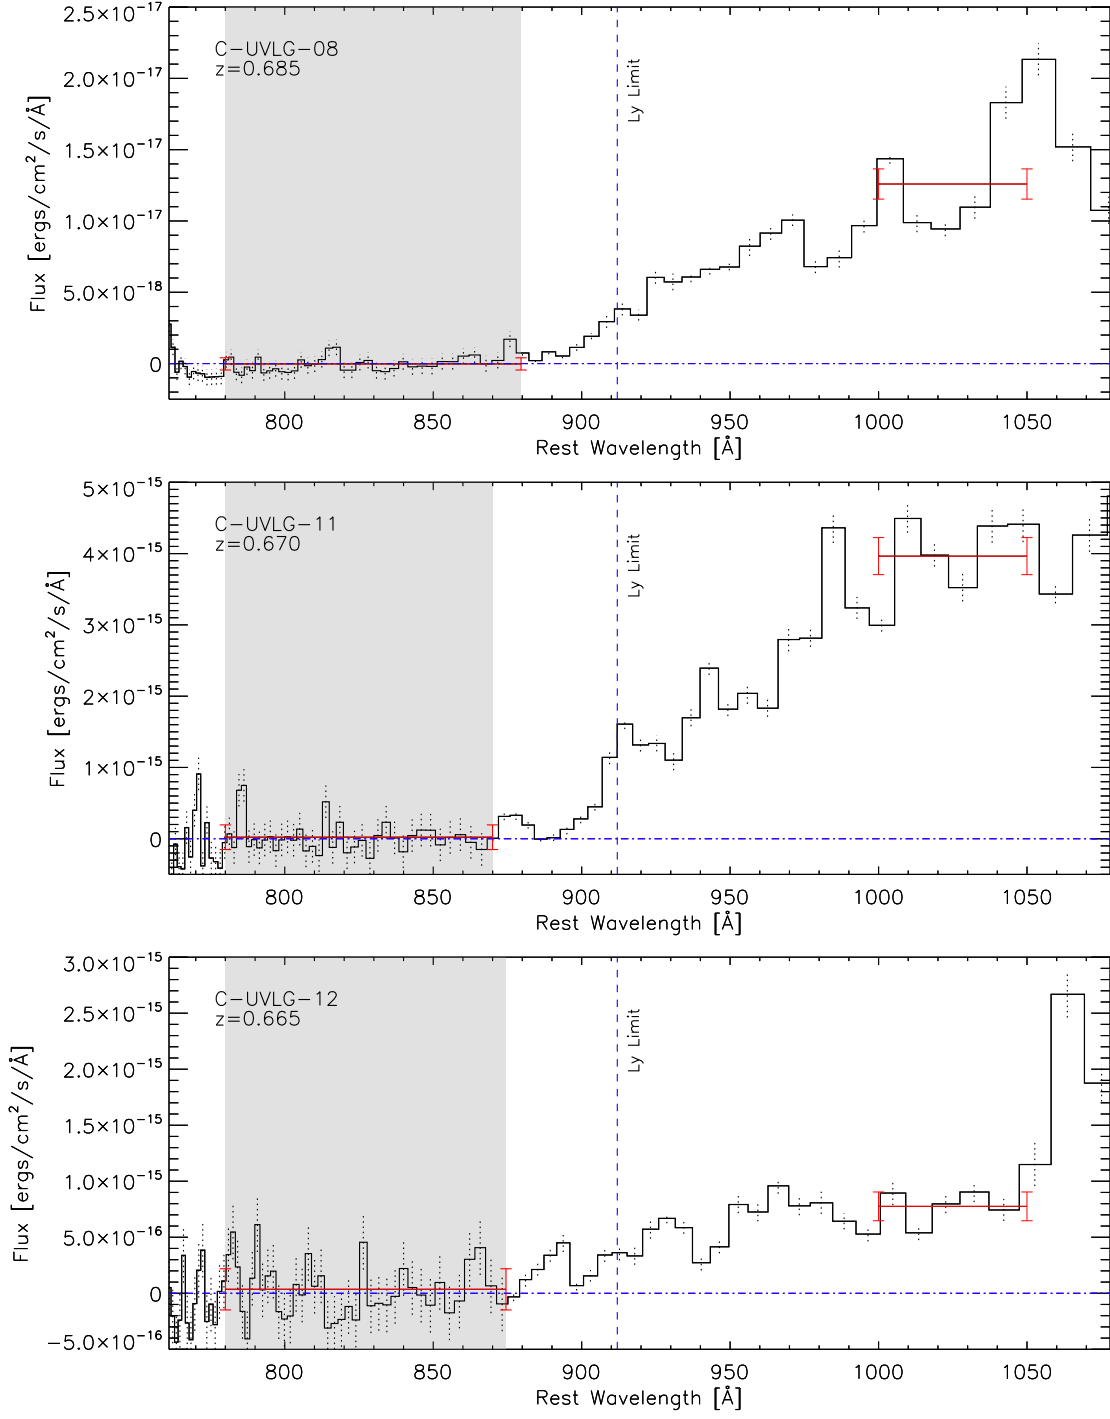 2.5×10⁻¹⁷
2.0×10⁻¹⁷
1.5×10⁻¹⁷
1.0×10⁻¹⁷
5.0×10⁻¹⁸
0
Flux [ergs/cm²/s/Å]
C-UVLG-08
z=0.685
Ly Limit
800 850 900 950 1000 1050
Rest Wavelength [Å]
5×10⁻¹⁵
4×10⁻¹⁵
3×10⁻¹⁵
2×10⁻¹⁵
1×10⁻¹⁵
0
Flux [ergs/cm²/s/Å]
C-UVLG-11
z=0.670
Ly Limit
800 850 900 950 1000 1050
Rest Wavelength [Å]
3.0×10⁻¹⁵
2.5×10⁻¹⁵
2.0×10⁻¹⁵
1.5×10⁻¹⁵
1.0×10⁻¹⁵
5.0×10⁻¹⁶
0
−5.0×10⁻¹⁶
Flux [ergs/cm²/s/Å]
C-UVLG-12
z=0.665
Ly Limit
800 850 900 950 1000 1050
Rest Wavelength [Å]